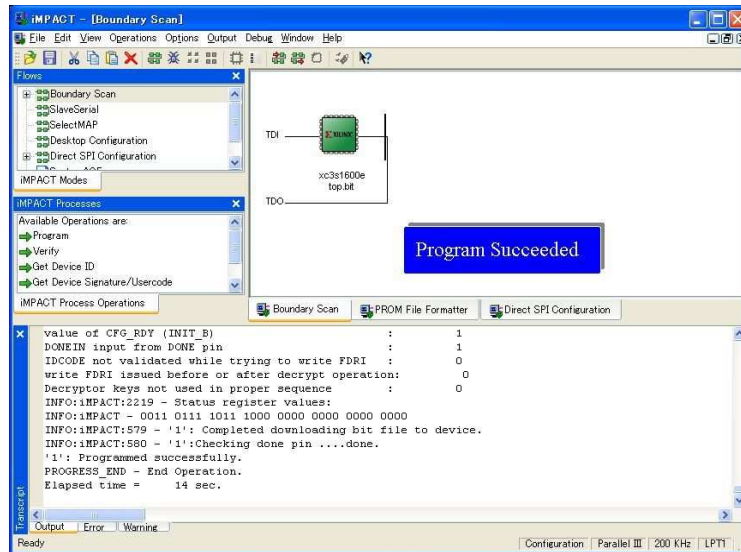 iMPACT - [Boundary Scan]
File Edit View Operations Options Output Debug Window Help
Flows
Boundary Scan
SlaveSerial
SelectMAP
Desktop Configuration
Direct SPI Configuration
iMPACT Modes
iMPACT Processes
Available Operations are:
Program
Verify
Get Device ID
Get Device Signature/Usercode
iMPACT Process Operations
TDI
XILINX
xc3s1600e
top.bit
TDO
Program Succeeded
Boundary Scan
PROM File Formatter
Direct SPI Configuration
value of CFG_RDY (INIT_B) : 1
DONEIN input from DONE pin : 1
IDCODE not validated while trying to write FDRI : 0
write FDRI issued before or after decrypt operation: 0
Decryptor keys not used in proper sequence : 0
INFO:iMPACT:2219 - Status register values:
INFO:iMPACT - 0011 0111 1011 1000 0000 0000 0000 0000
INFO:iMPACT:579 - '1': Completed downloading bit file to device.
INFO:iMPACT:580 - '1':Checking done pin ....done.
'1': Programmed successfully.
PROGRESS_END - End Operation.
Elapsed time = 14 sec.
Transcript
Output Error Warning
Ready
Configuration Parallel III 200 KHz LPT1